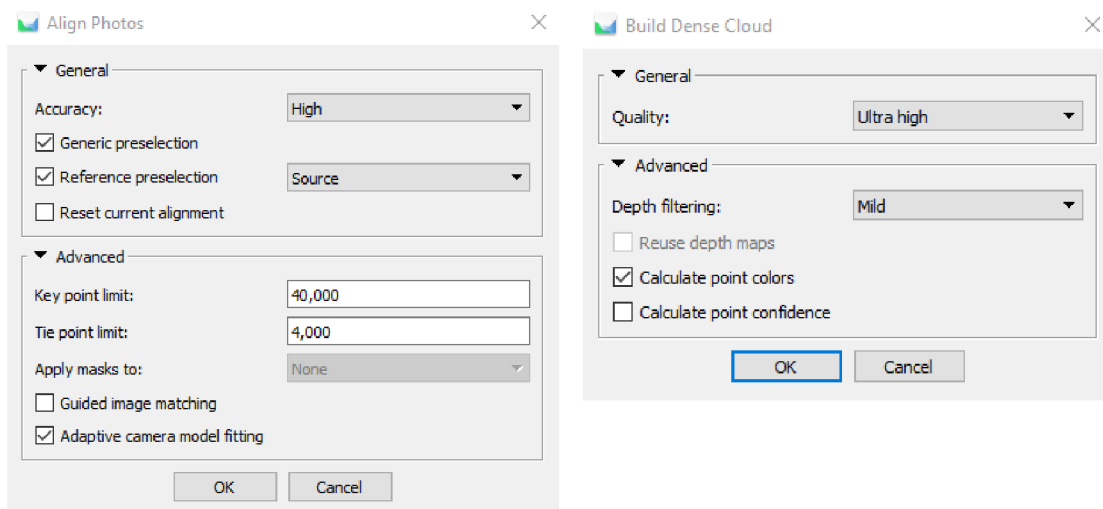 Align Photos
General
Accuracy: High
Generic preselection
Reference preselection Source
Reset current alignment
Advanced
Key point limit: 40,000
Tie point limit: 4,000
Apply masks to: None
Guided image matching
Adaptive camera model fitting
OK Cancel
Build Dense Cloud
General
Quality: Ultra high
Advanced
Depth filtering: Mild
Reuse depth maps
Calculate point colors
Calculate point confidence
OK Cancel